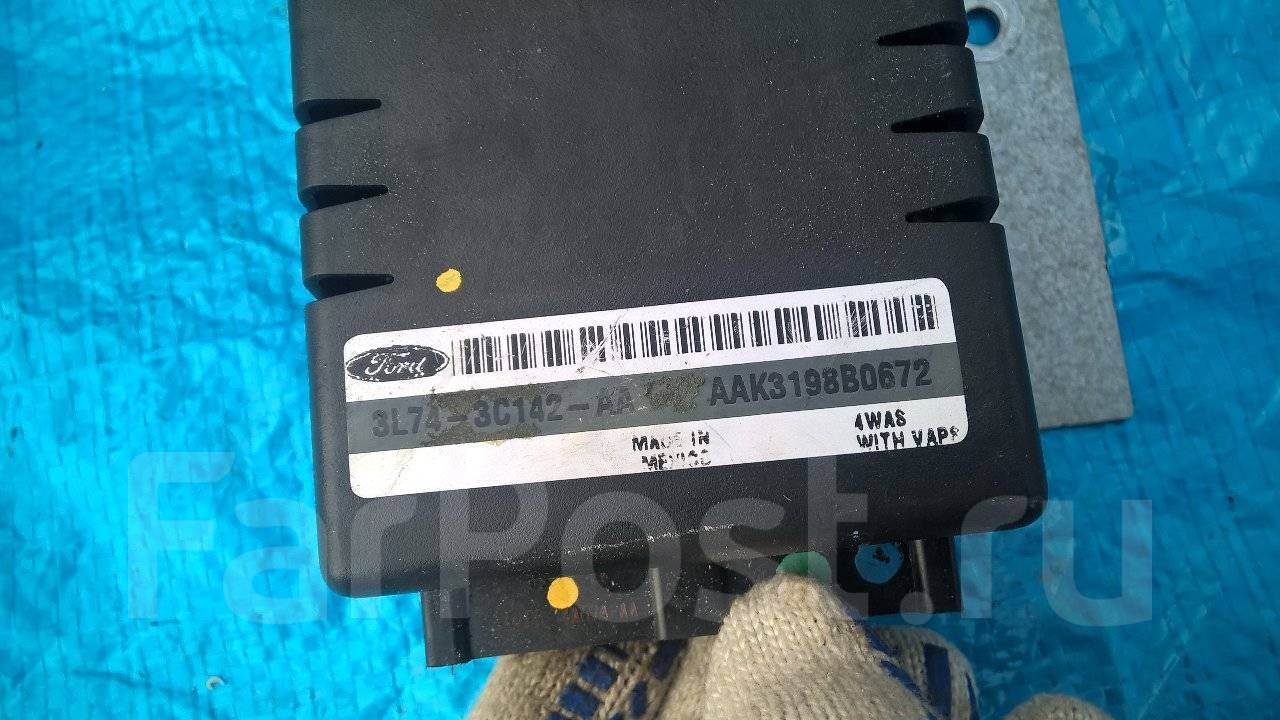 Ford
3L74-3C142-AA AAK3198B0672
MADE IN
MEXICO
4WAS
WITH VAPS
FarPost.ru